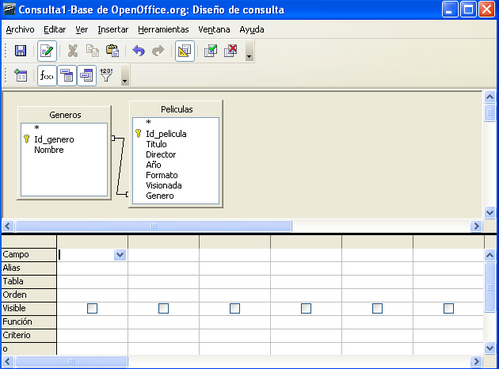 Consulta1-Base de OpenOffice.org: Diseño de consulta
Archivo Editar Ver Insertar Herramientas Ventana Ayuda
f(x)
1201
Generos
*
Id_genero
Nombre
Peliculas
*
Id_pelicula
Titulo
Director
Año
Formato
Visionada
Genero
Campo
Alias
Tabla
Orden
Visible
Función
Criterio
o